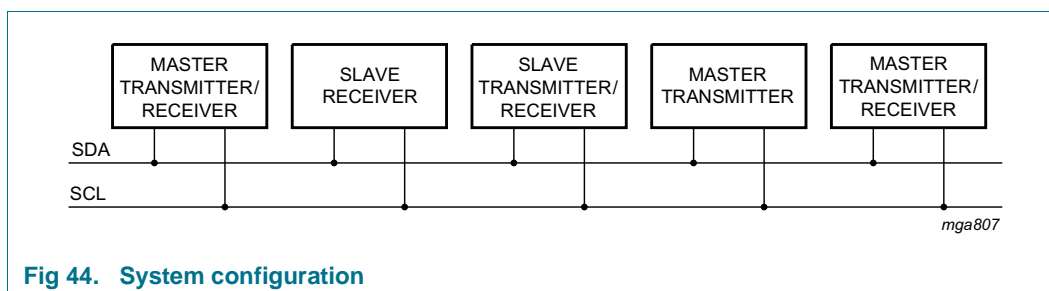 MASTER
TRANSMITTER/
RECEIVER
SLAVE
RECEIVER
SLAVE
TRANSMITTER/
RECEIVER
MASTER
TRANSMITTER
MASTER
TRANSMITTER/
RECEIVER
SDA
SCL
mga807
Fig 44. System configuration